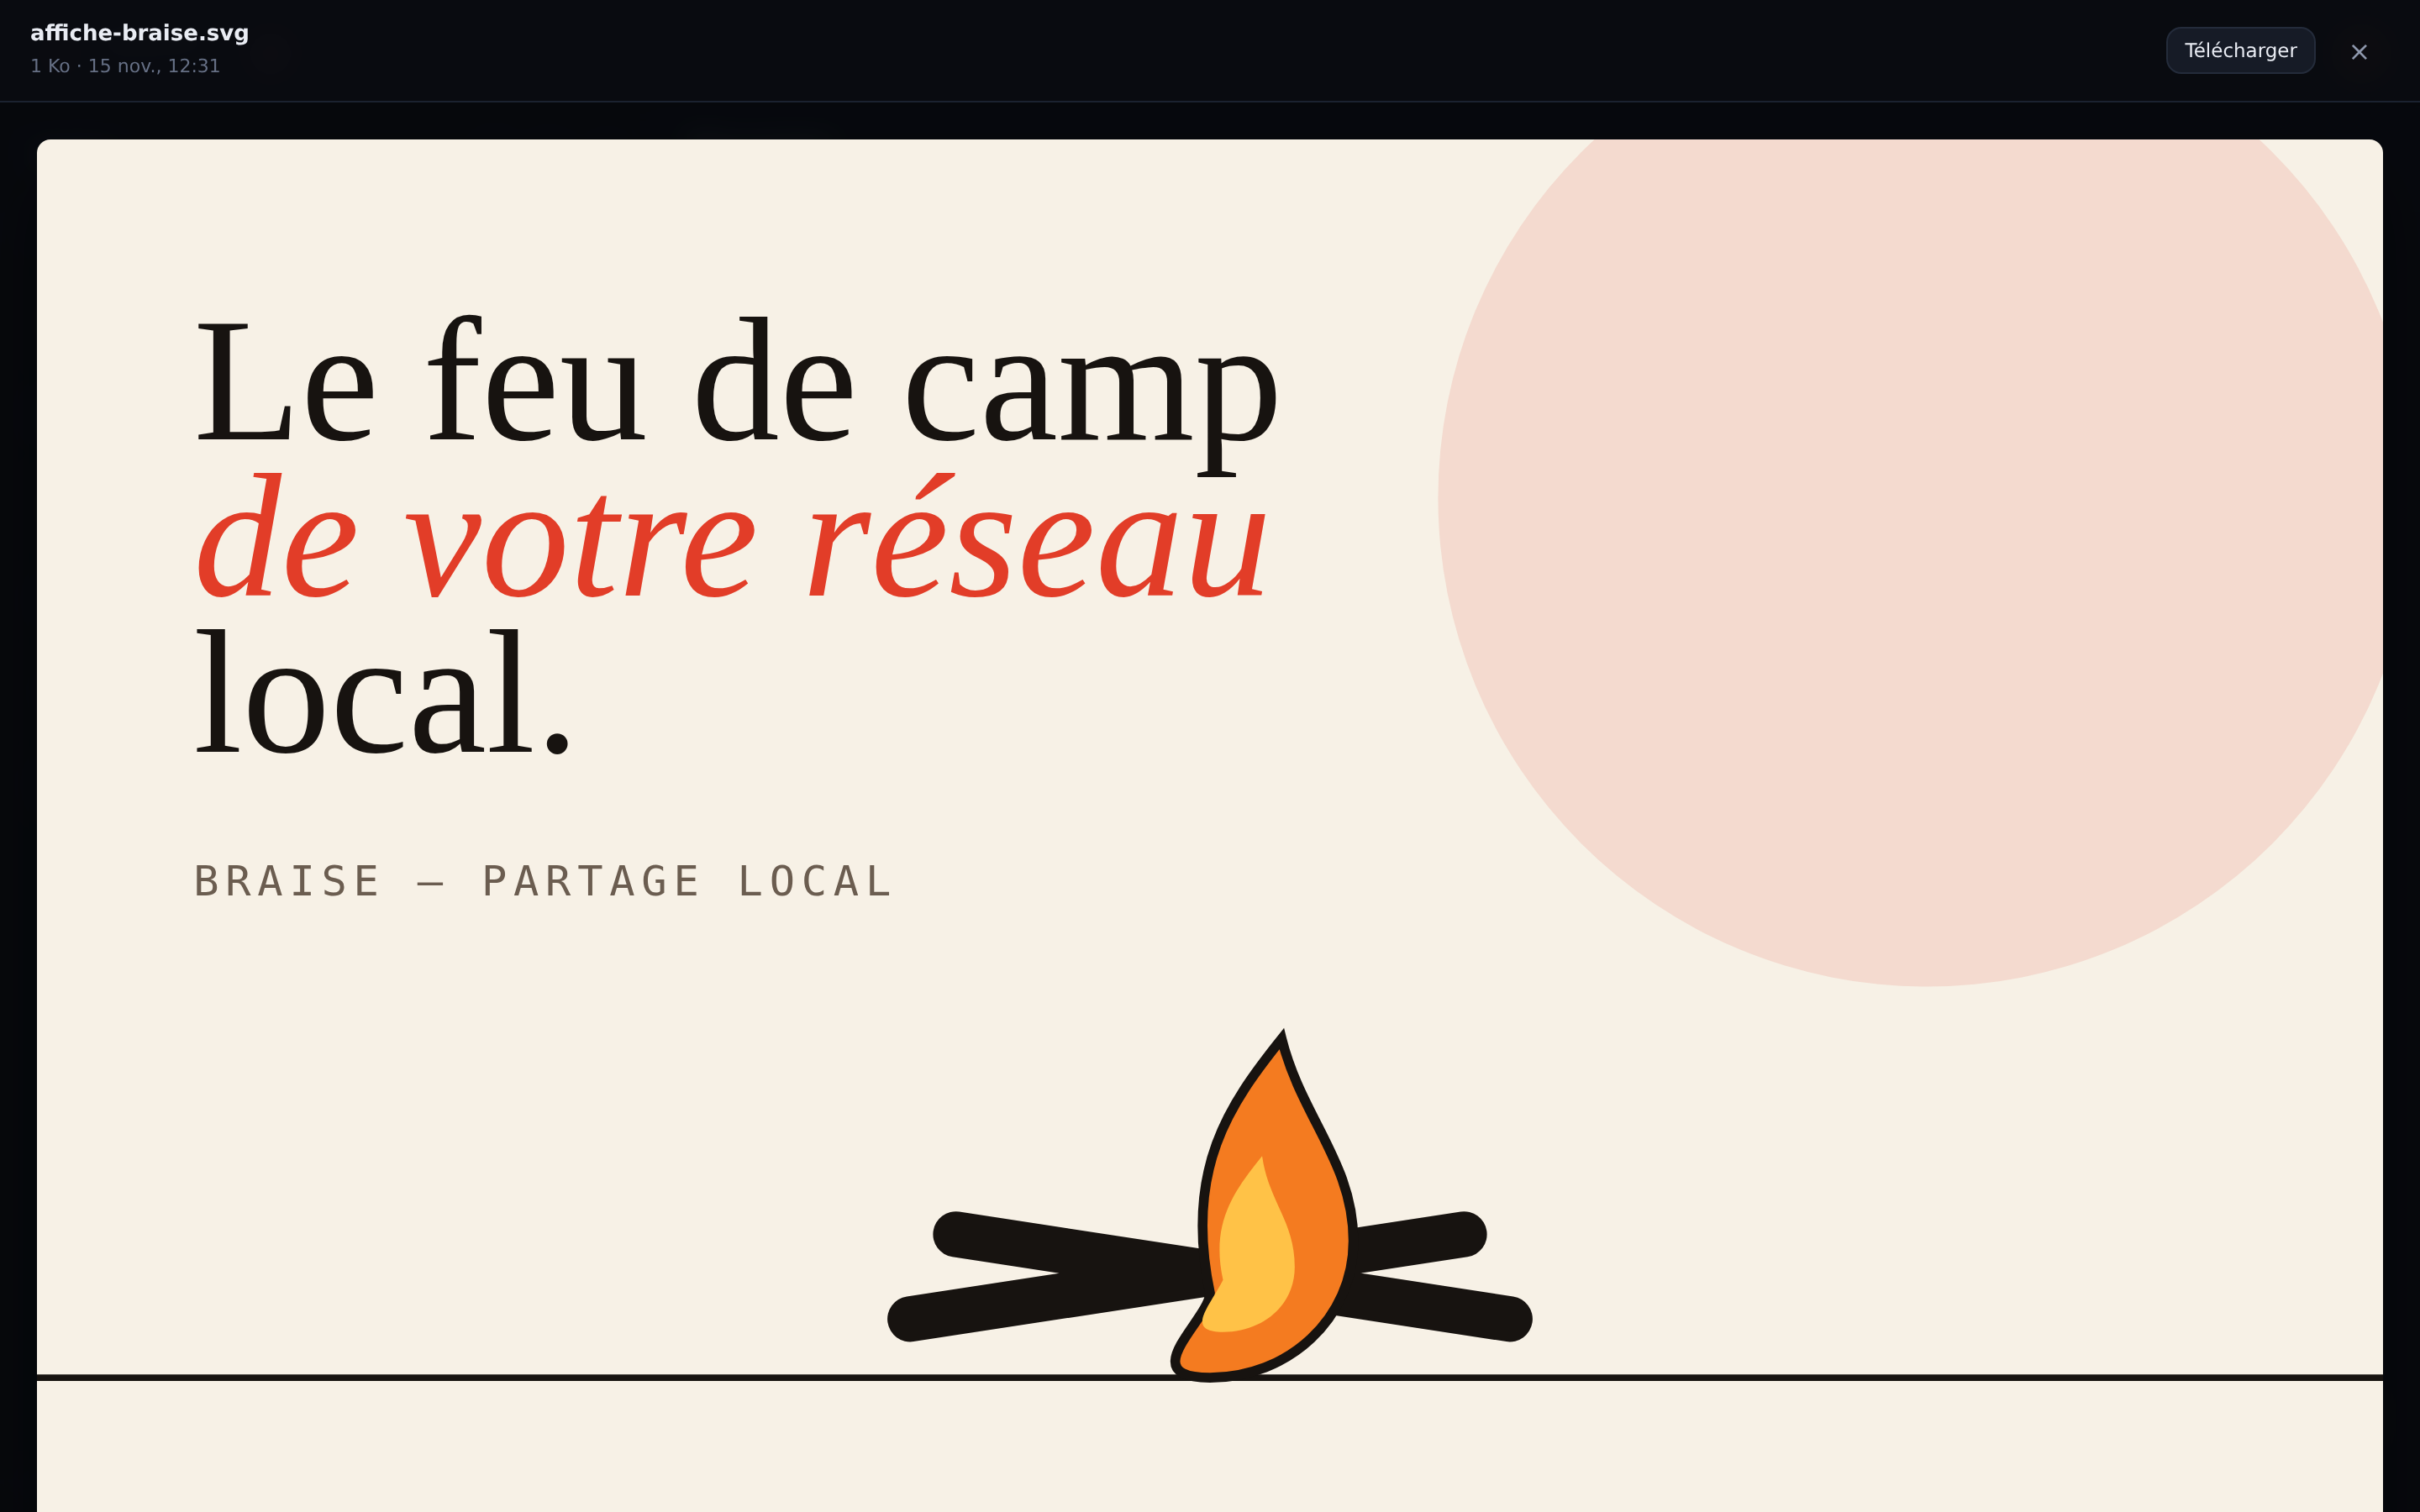 affiche-braise.svg
1 Ko · 15 nov., 12:31
Télécharger
Le feu de camp
de votre réseau
local.
BRAISE — PARTAGE LOCAL